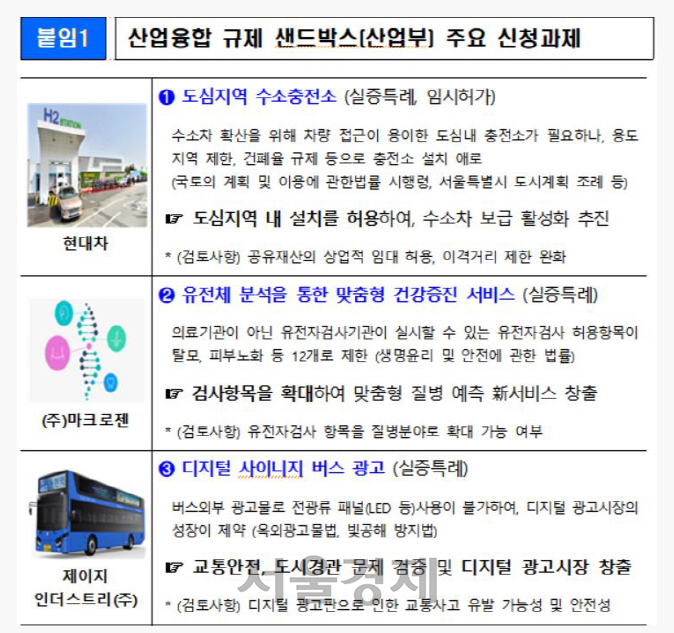 붙임1
산업융합 규제 샌드박스(산업부) 주요 신청과제
H2
STATION
현대차
❶ 도심지역 수소충전소 (실증특례, 임시허가)
수소차 확산을 위해 차량 접근이 용이한 도심내 충전소가 필요하나, 용도
지역 제한, 건폐율 규제 등으로 충전소 설치 애로
(국토의 계획 및 이용에 관한법률 시행령, 서울특별시 도시계획 조례 등)
☞ 도심지역 내 설치를 허용하여, 수소차 보급 활성화 추진
* (검토사항) 공유재산의 상업적 임대 허용, 이격거리 제한 완화
(주)마크로젠
❷ 유전체 분석을 통한 맞춤형 건강증진 서비스 (실증특례)
의료기관이 아닌 유전자검사기관이 실시할 수 있는 유전자검사 허용항목이
탈모, 피부노화 등 12개로 제한 (생명윤리 및 안전에 관한 법률)
☞ 검사항목을 확대하여 맞춤형 질병 예측 新서비스 창출
* (검토사항) 유전자검사 항목을 질병분야로 확대 가능 여부
제이지
인더스트리(주)
❸ 디지털 사이니지 버스 광고 (실증특례)
버스외부 광고물로 전광류 패널(LED 등)사용이 불가하여, 디지털 광고시장의
성장이 제약 (옥외광고물법, 빛공해 방지법)
☞ 교통안전, 도시경관 문제 검증 및 디지털 광고시장 창출
* (검토사항) 디지털 광고판으로 인한 교통사고 유발 가능성 및 안전성
서울경제